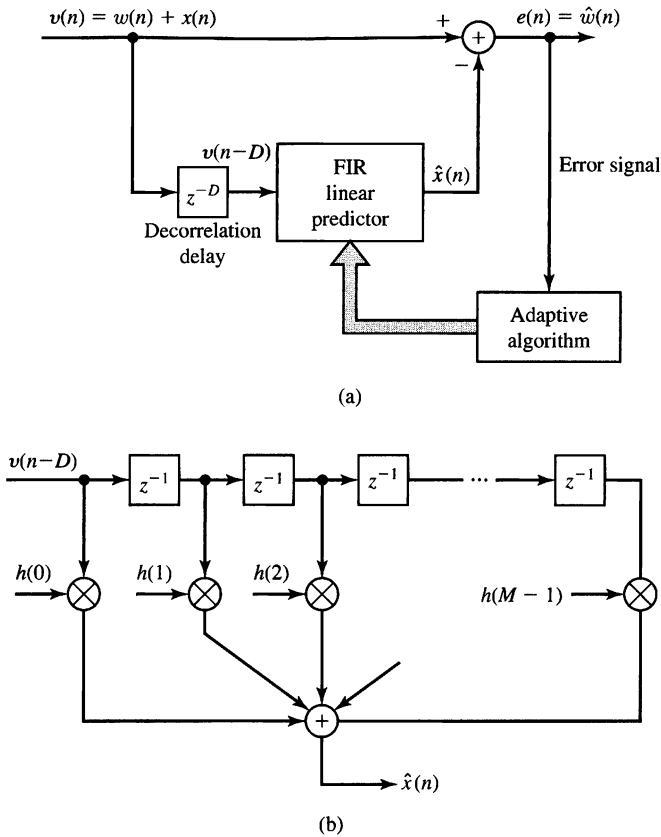 v(n) = w(n) + x(n)
+
+
e(n) = ŵ(n)
−
v(n−D)
z⁻ᴰ
FIR
linear
predictor
x̂(n)
Error signal
Decorrelation
delay
Adaptive
algorithm
(a)
v(n−D)
z⁻¹
z⁻¹
z⁻¹
...
z⁻¹
h(0)
h(1)
h(2)
h(M − 1)
+
x̂(n)
(b)